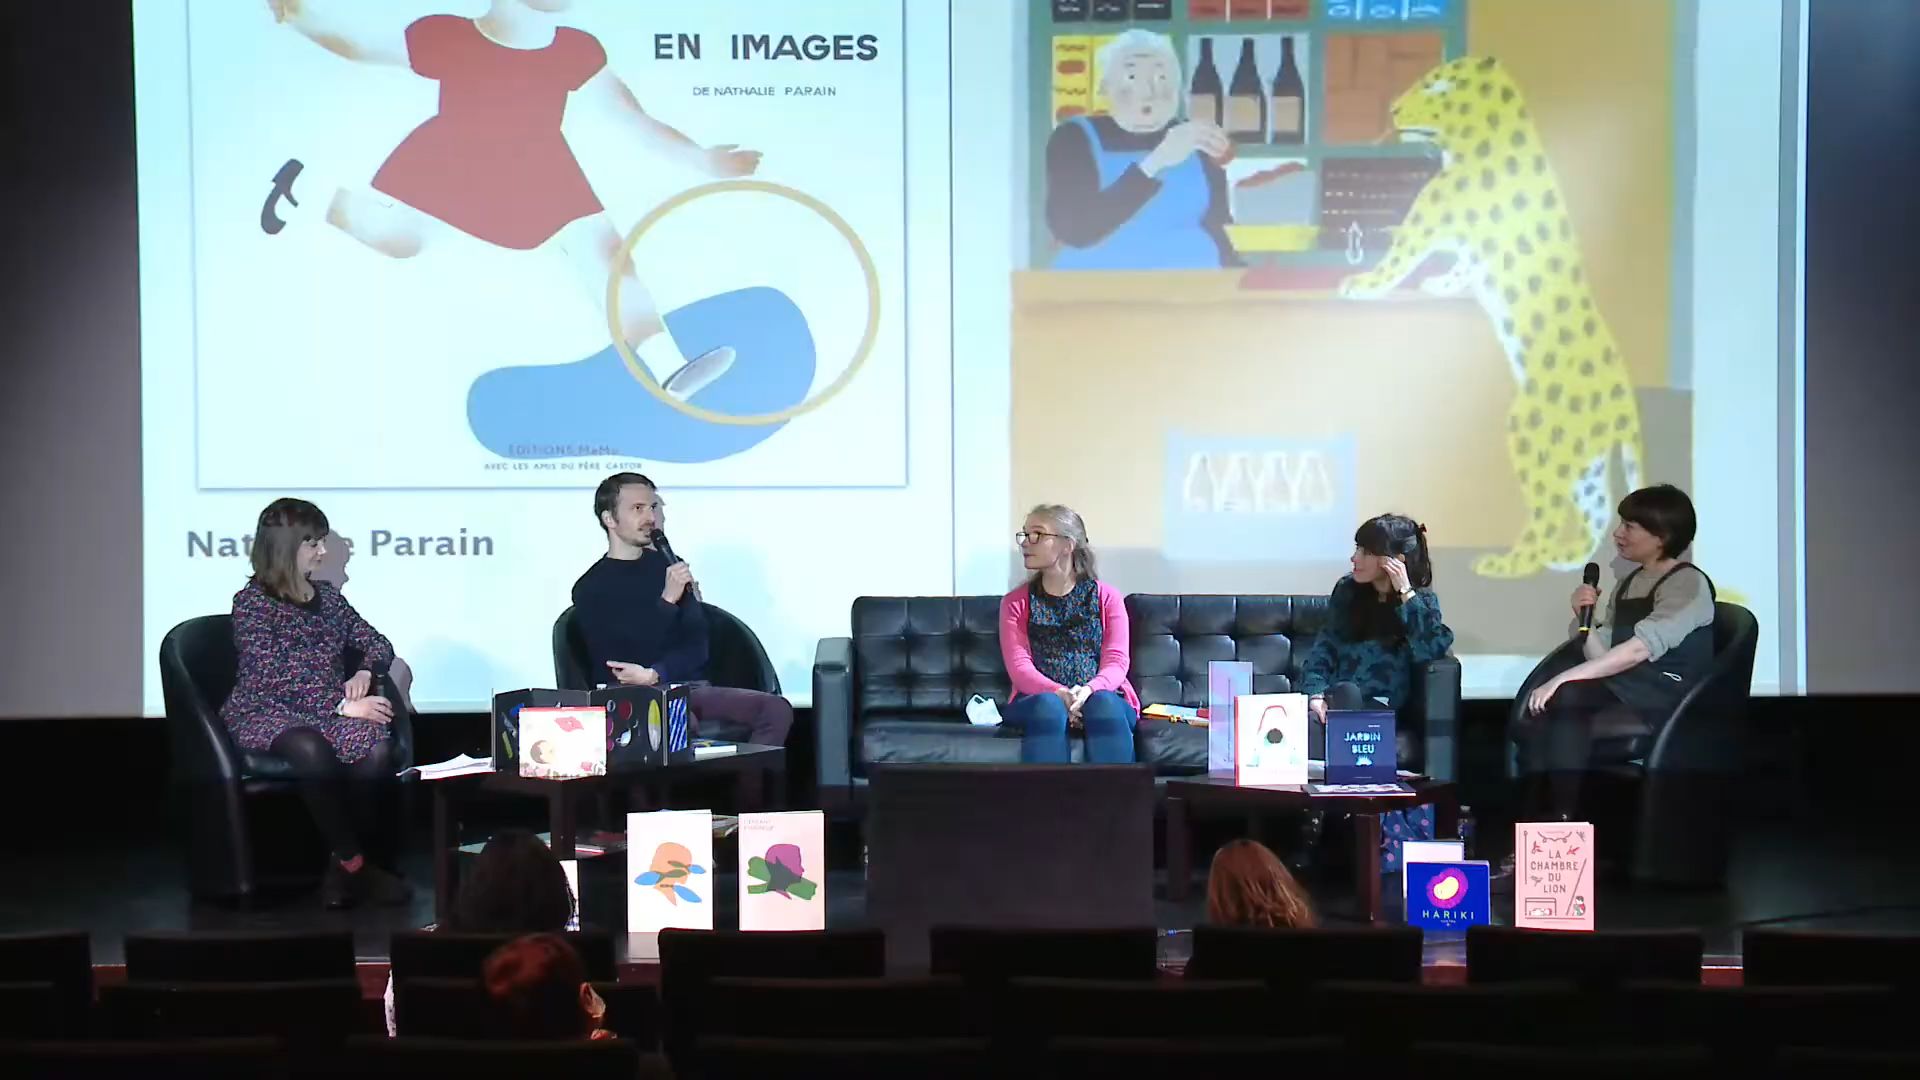 EN IMAGES
DE NATHALIE PARAIN
ÉDITIONS MeMo
AVEC LES AMIS DU PÈRE CASTOR
Parain
JARDIN
BLEU
HARIKI
LA
CHAMBRE
DU
LION